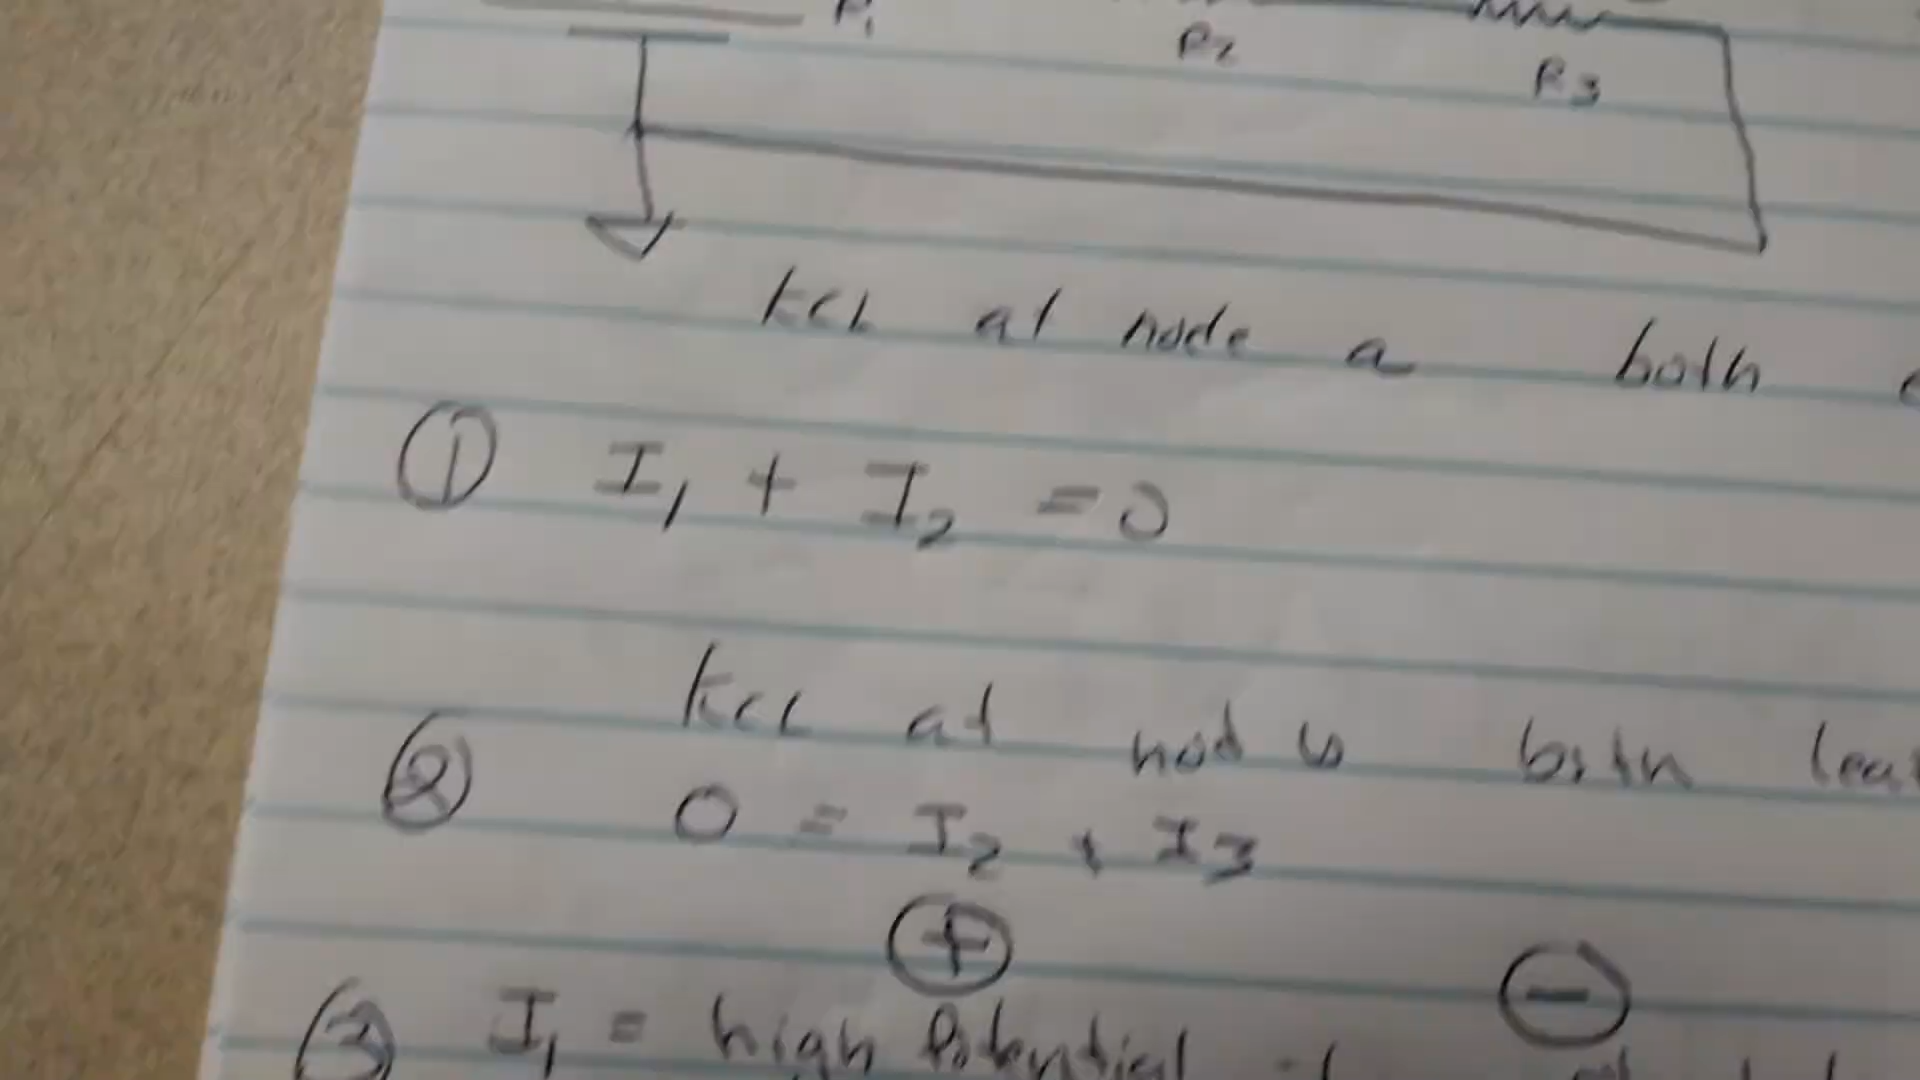 R1
R2
R3
KCL at node a both
① I1 + I2 = 0
KCL at nod b both
② 0 = I2 + I3
+ −
③ I1 = high Potential